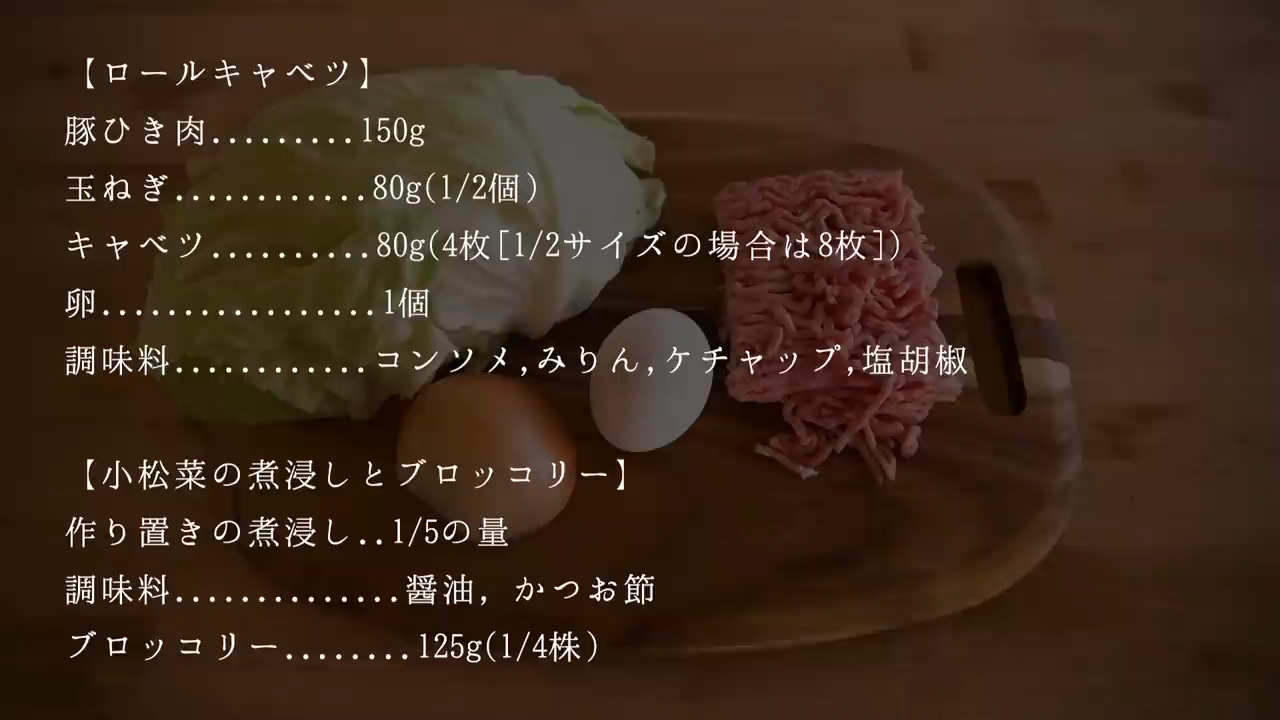 【ロールキャベツ】
豚ひき肉.........150g
玉ねぎ............80g(1/2個)
キャベツ..........80g(4枚[1/2サイズの場合は8枚])
卵.................1個
調味料............コンソメ,みりん,ケチャップ,塩胡椒
【小松菜の煮浸しとブロッコリー】
作り置きの煮浸し..1/5の量
調味料..............醤油, かつお節
ブロッコリー........125g(1/4株)